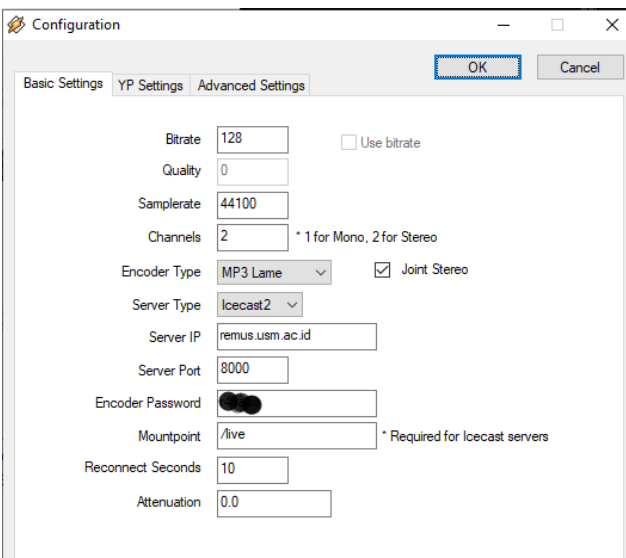 Configuration
OK Cancel
Basic Settings YP Settings Advanced Settings
Bitrate 128 Use bitrate
Quality 0
Samplerate 44100
Channels 2 * 1 for Mono, 2 for Stereo
Encoder Type MP3 Lame Joint Stereo
Server Type Icecast2
Server IP remus.usm.ac.id
Server Port 8000
Encoder Password
Mountpoint /live * Required for Icecast servers
Reconnect Seconds 10
Attenuation 0.0